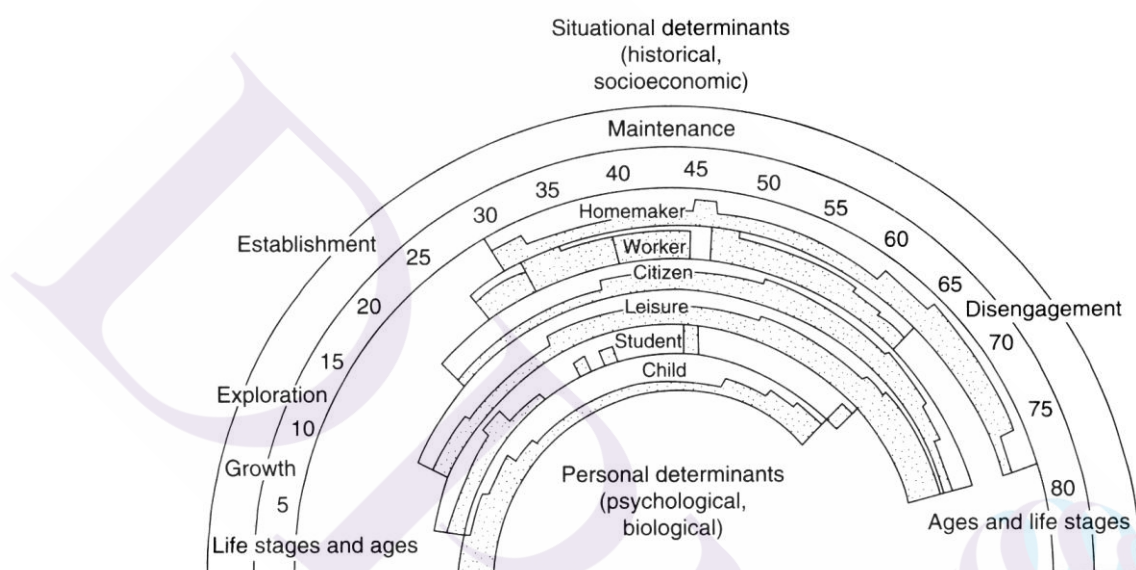 Situational determinants
(historical,
socioeconomic)
Maintenance
40
45
35
50
30
Homemaker
55
Establishment
25
Worker
60
Citizen
20
Leisure
65
Disengagement
Student
70
15
Child
Exploration
10
75
Growth
Personal determinants
5
(psychological,
80
biological)
Ages and life stages
Life stages and ages